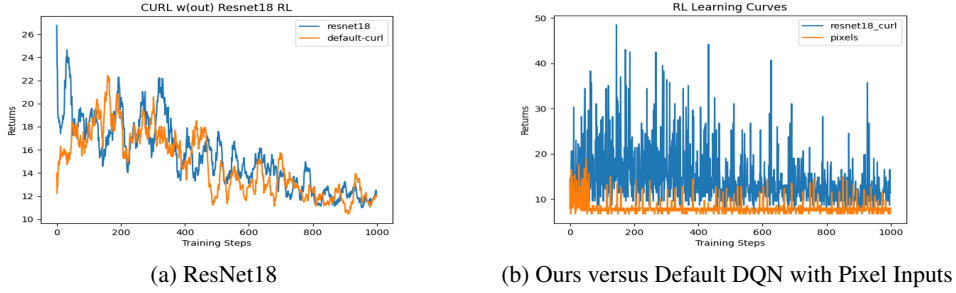 CURL w(out) Resnet18 RL
resnet18
default-curl
26
24
22
20
18
16
14
12
10
Returns
0
200
400
600
800
1000
Training Steps
(a) ResNet18
RL Learning Curves
resnet18_curl
pixels
50
40
30
20
10
Returns
0
200
400
600
800
1000
Training Steps
(b) Ours versus Default DQN with Pixel Inputs